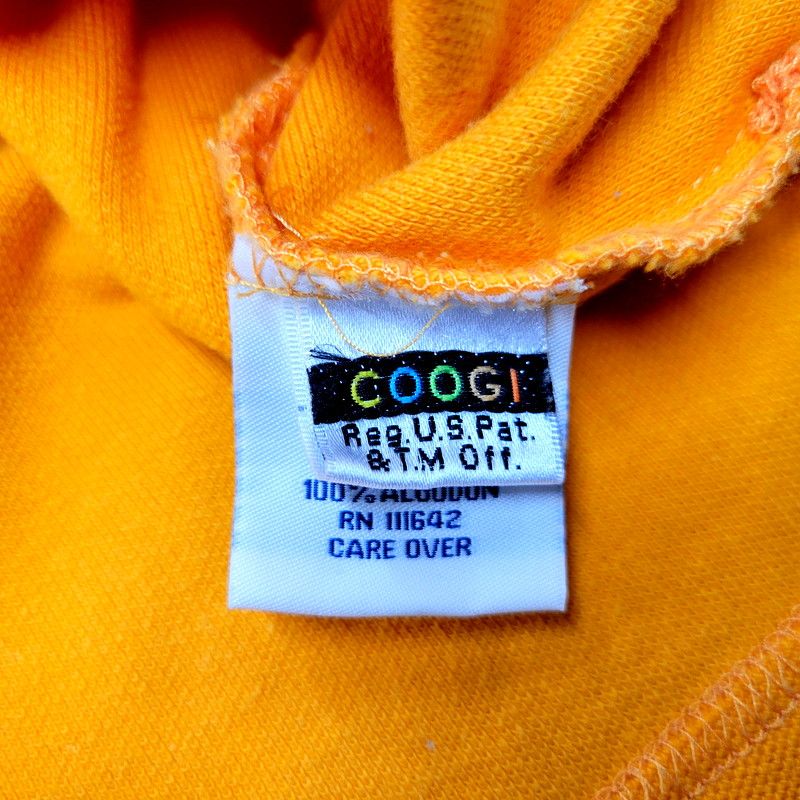 COOGI
Reg.U.S.Pat.
& T.M Off.
100% ALGODON
RN 111642
CARE OVER